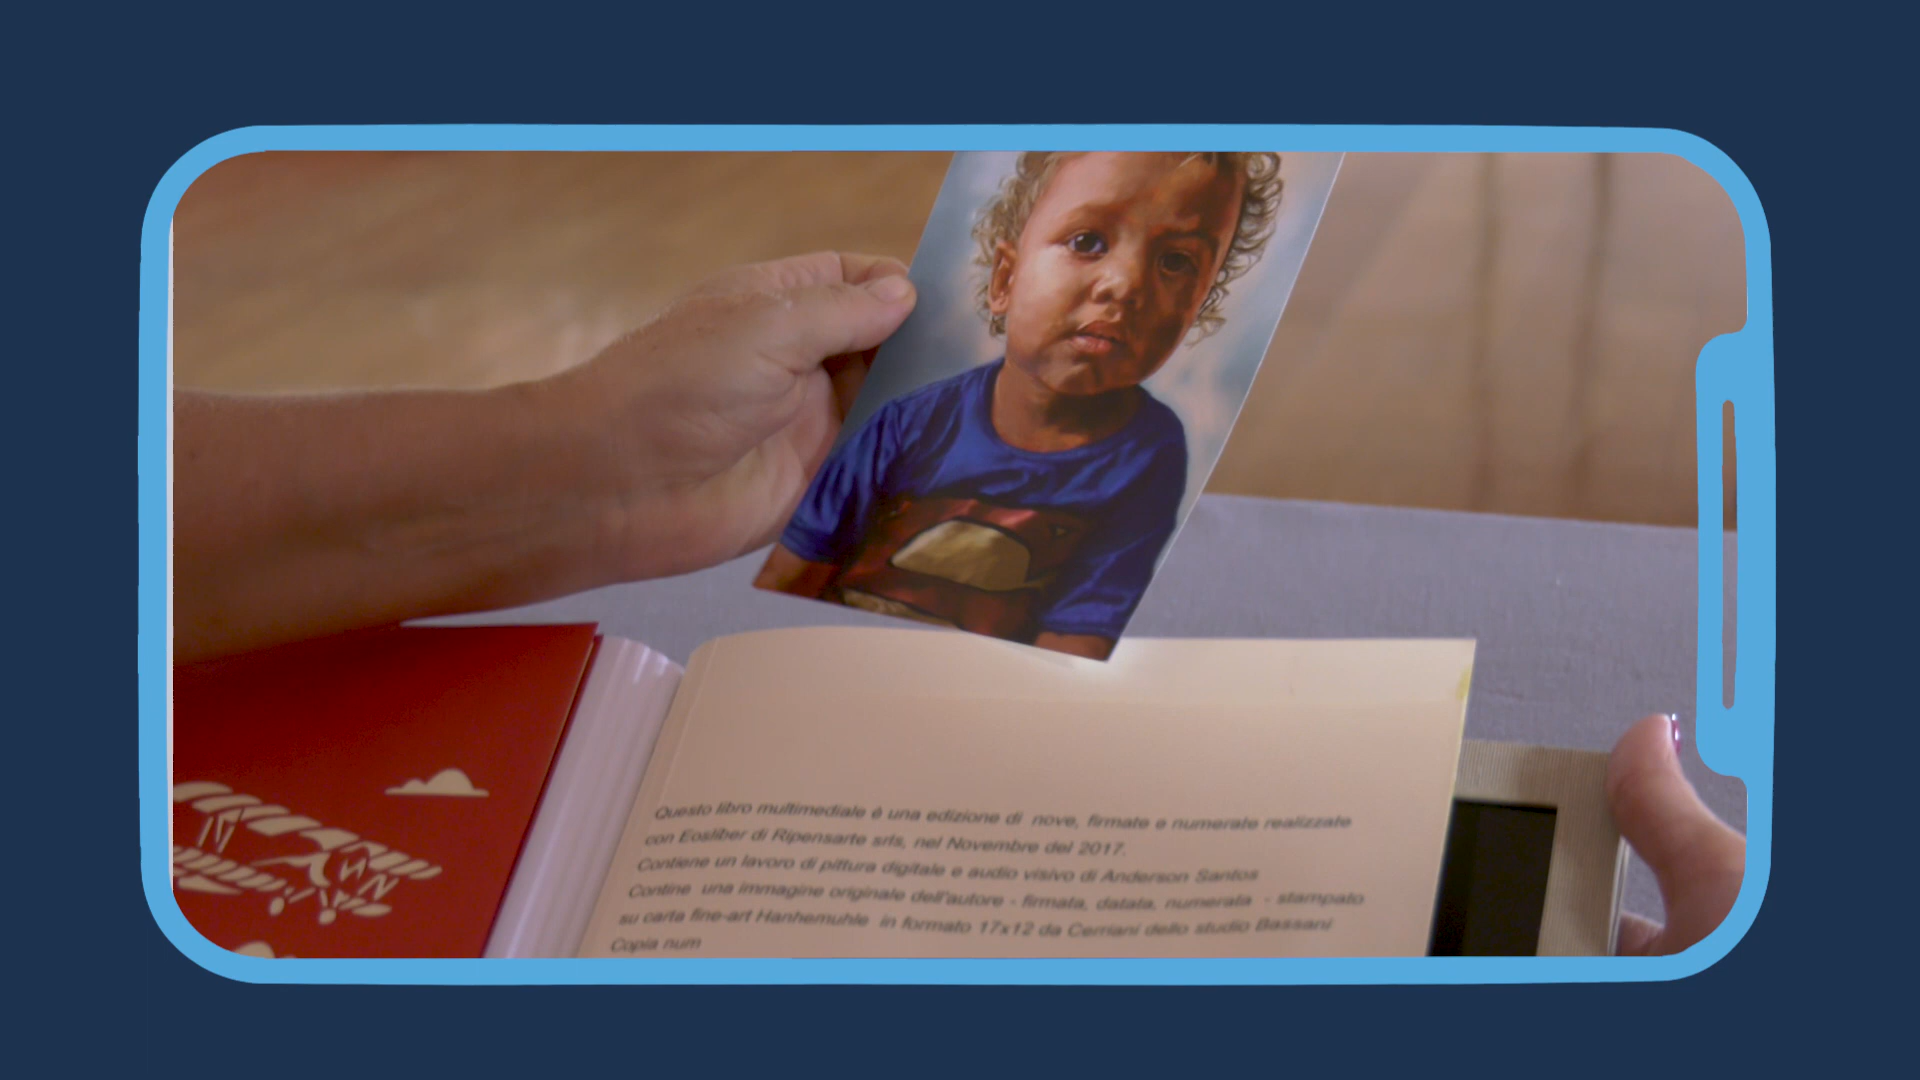 Questo libro multimediale è una edizione di nove, firmate e numerate realizzate
con Eosliber di Ripensarte srls, nel Novembre del 2017.
Contiene un lavoro di pittura digitale e audio visivo di Anderson Santos
Contine una immagine originale dell'autore - firmata, datata, numerata - stampato
su carta fine-art Hanhemuhle in formato 17x12 da Cerriani dello studio Bassani
Copia num